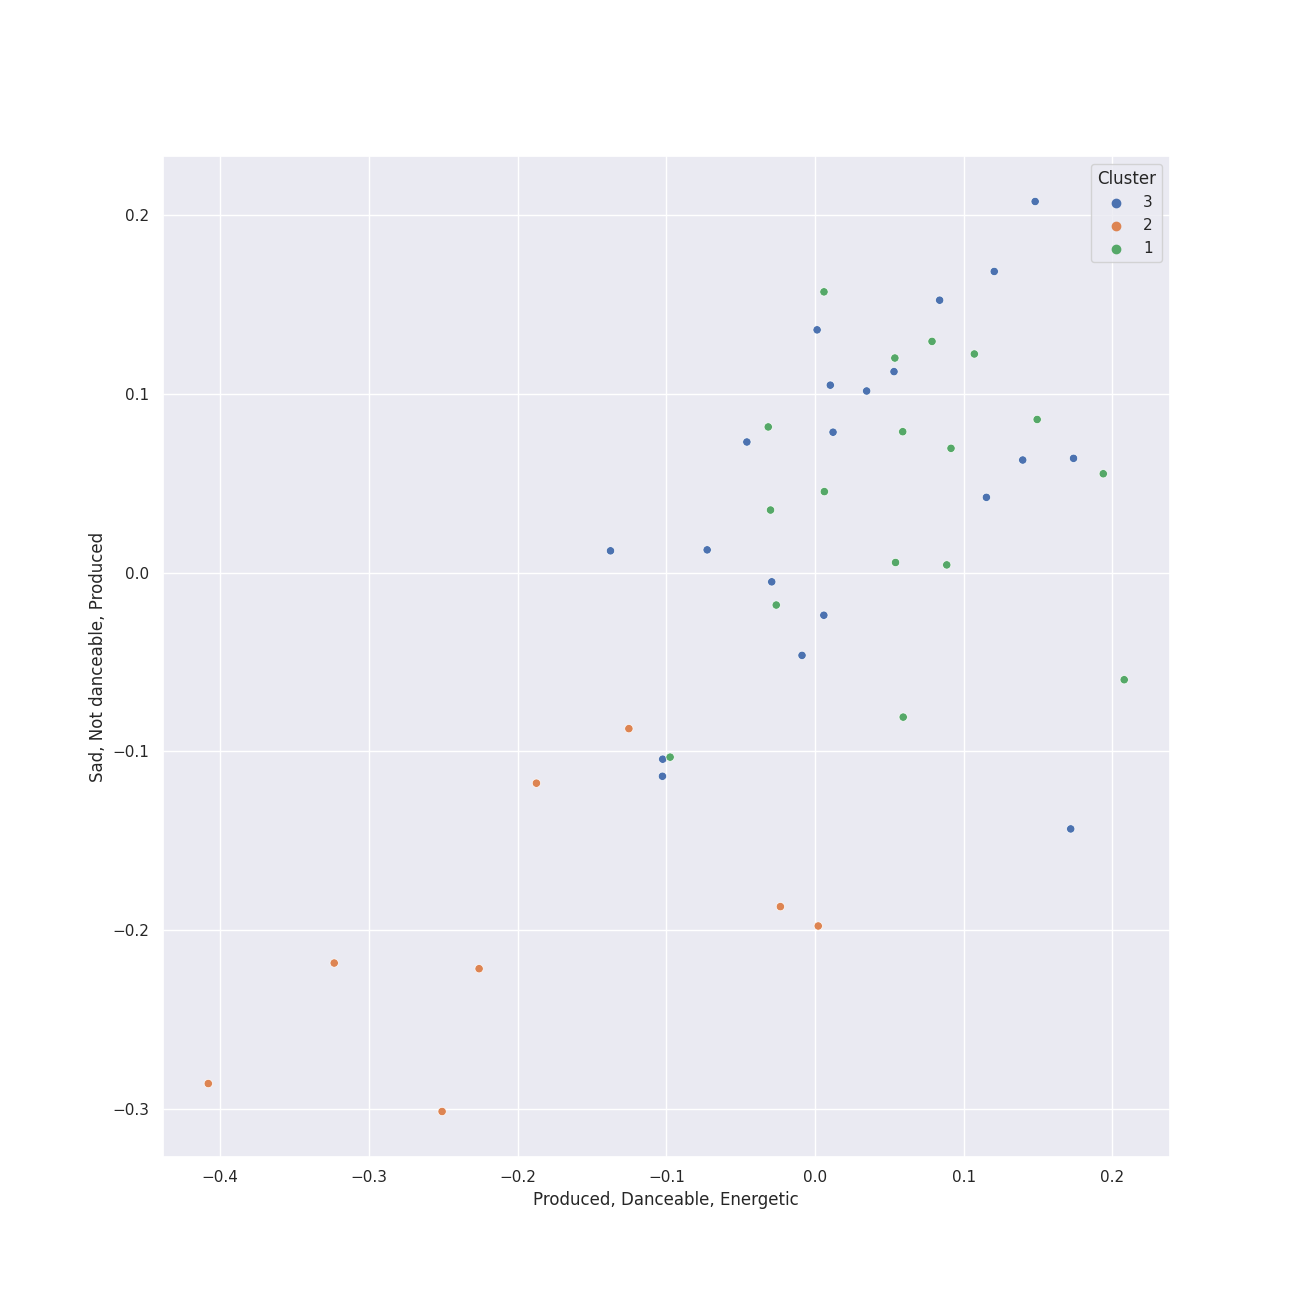 Cluster
3
2
1
0.2
0.1
0.0
−0.1
−0.2
−0.3
Sad, Not danceable, Produced
−0.4 −0.3 −0.2 −0.1 0.0 0.1 0.2
Produced, Danceable, Energetic